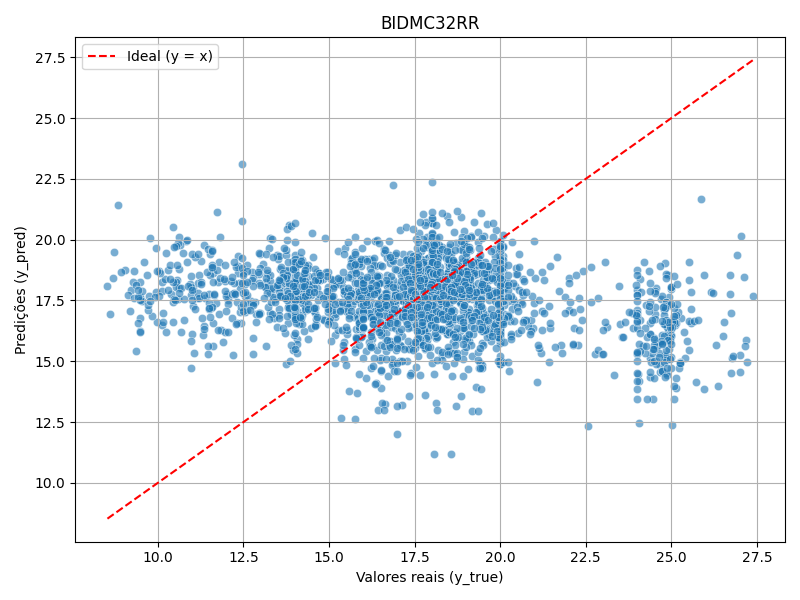 BIDMC32RR
Ideal (y = x)
27.5
25.0
22.5
20.0
17.5
15.0
12.5
10.0
Predições (y_pred)
10.0 12.5 15.0 17.5 20.0 22.5 25.0 27.5
Valores reais (y_true)